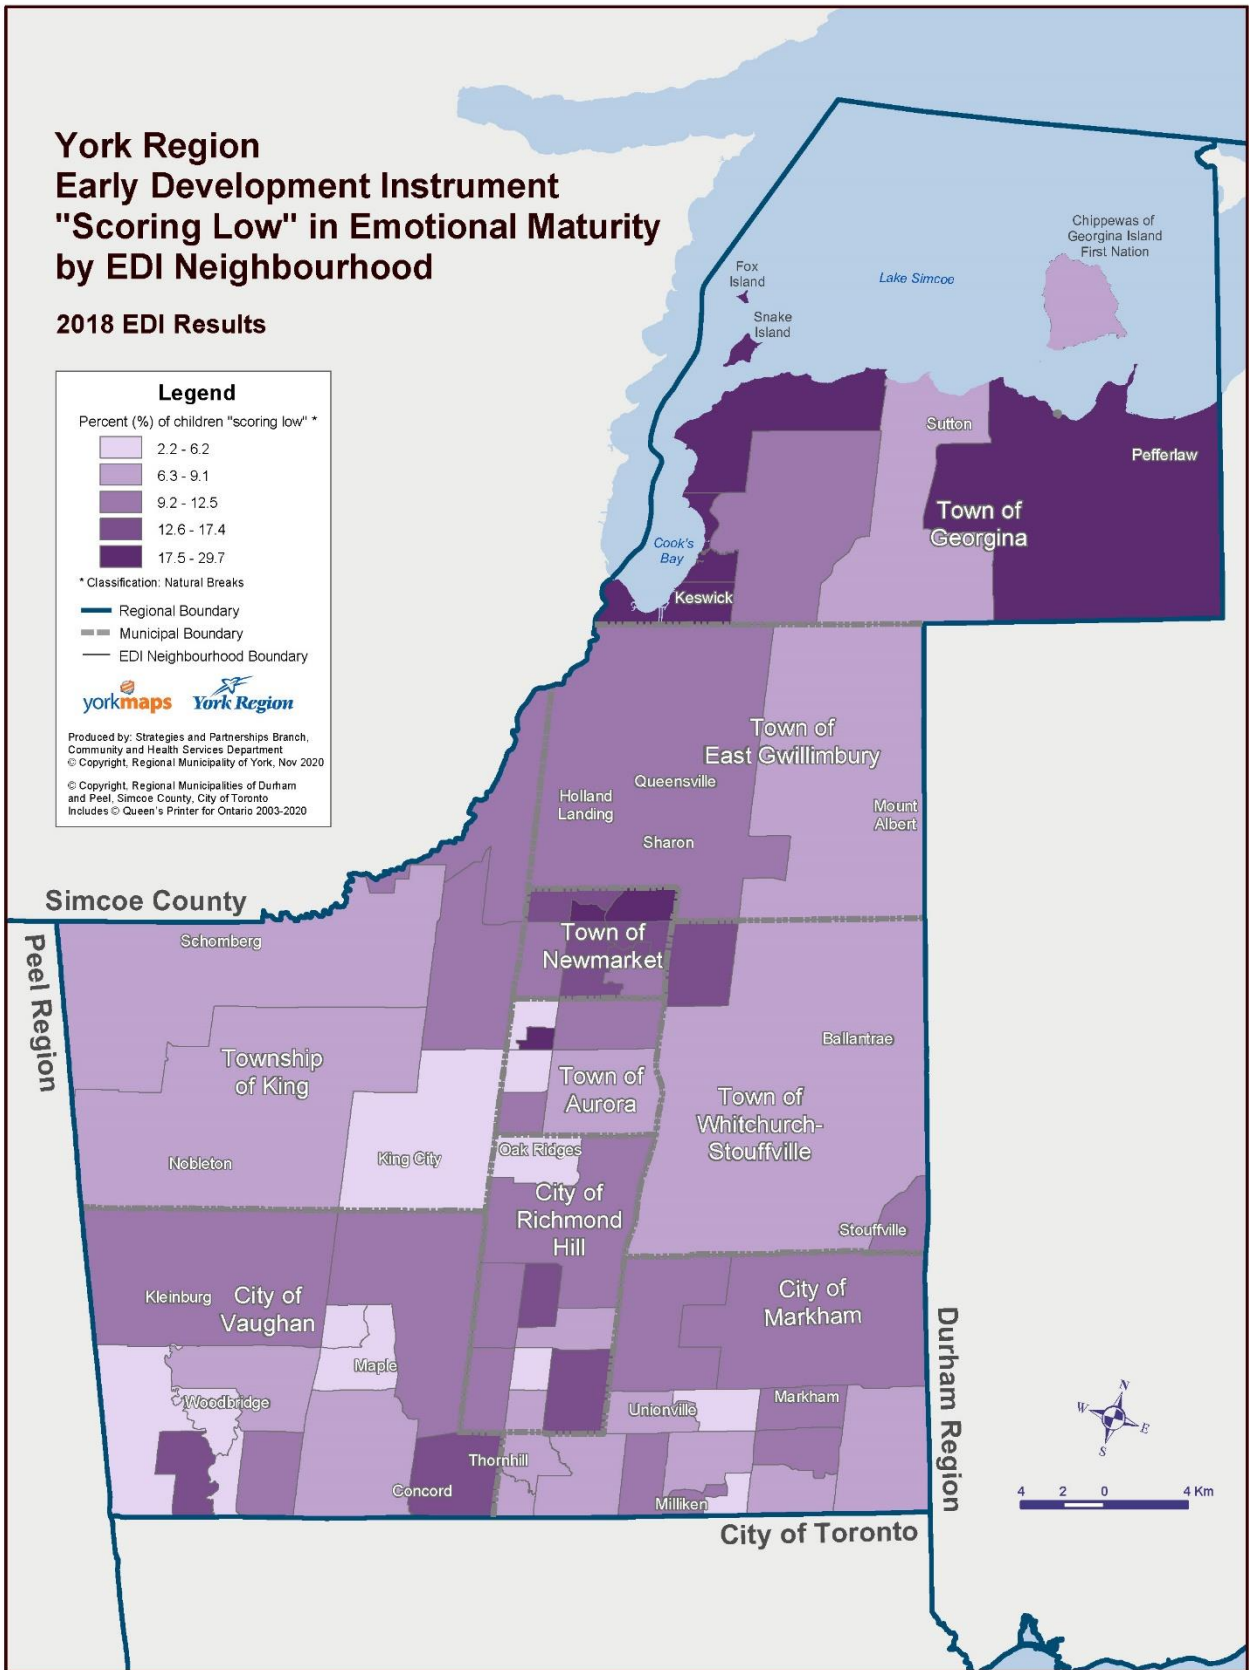 York Region
Early Development Instrument
"Scoring Low" in Emotional Maturity
by EDI Neighbourhood
2018 EDI Results
Legend
Percent (%) of children "scoring low" *
2.2 - 6.2
6.3 - 9.1
9.2 - 12.5
12.6 - 17.4
17.5 - 29.7
* Classification: Natural Breaks
Regional Boundary
Municipal Boundary
EDI Neighbourhood Boundary
yorkmaps York Region
Produced by: Strategies and Partnerships Branch,
Community and Health Services Department
© Copyright, Regional Municipality of York, Nov 2020
© Copyright, Regional Municipalities of Durham
and Peel, Simcoe County, City of Toronto
Includes © Queen's Printer for Ontario 2003-2020
Chippewas of
Georgina Island
First Nation
Fox
Island
Lake Simcoe
Snake
Island
Sutton
Pefferlaw
Town of
Georgina
Cook's
Bay
Keswick
Town of
East Gwillimbury
Queensville
Holland
Landing
Mount
Albert
Sharon
Simcoe County
Peel Region
Schomberg
Town of
Newmarket
Ballantrae
Township
of King
Town of
Aurora
Town of
Whitchurch-
Stouffville
Nobleton
King City
Oak Ridges
City of
Richmond
Hill
Stouffville
Kleinburg
City of
Vaughan
City of
Markham
Durham Region
Maple
Woodbridge
Unionville
Markham
Thornhill
Concord
Milliken
City of Toronto
N
W
E
S
4 2 0 4 Km